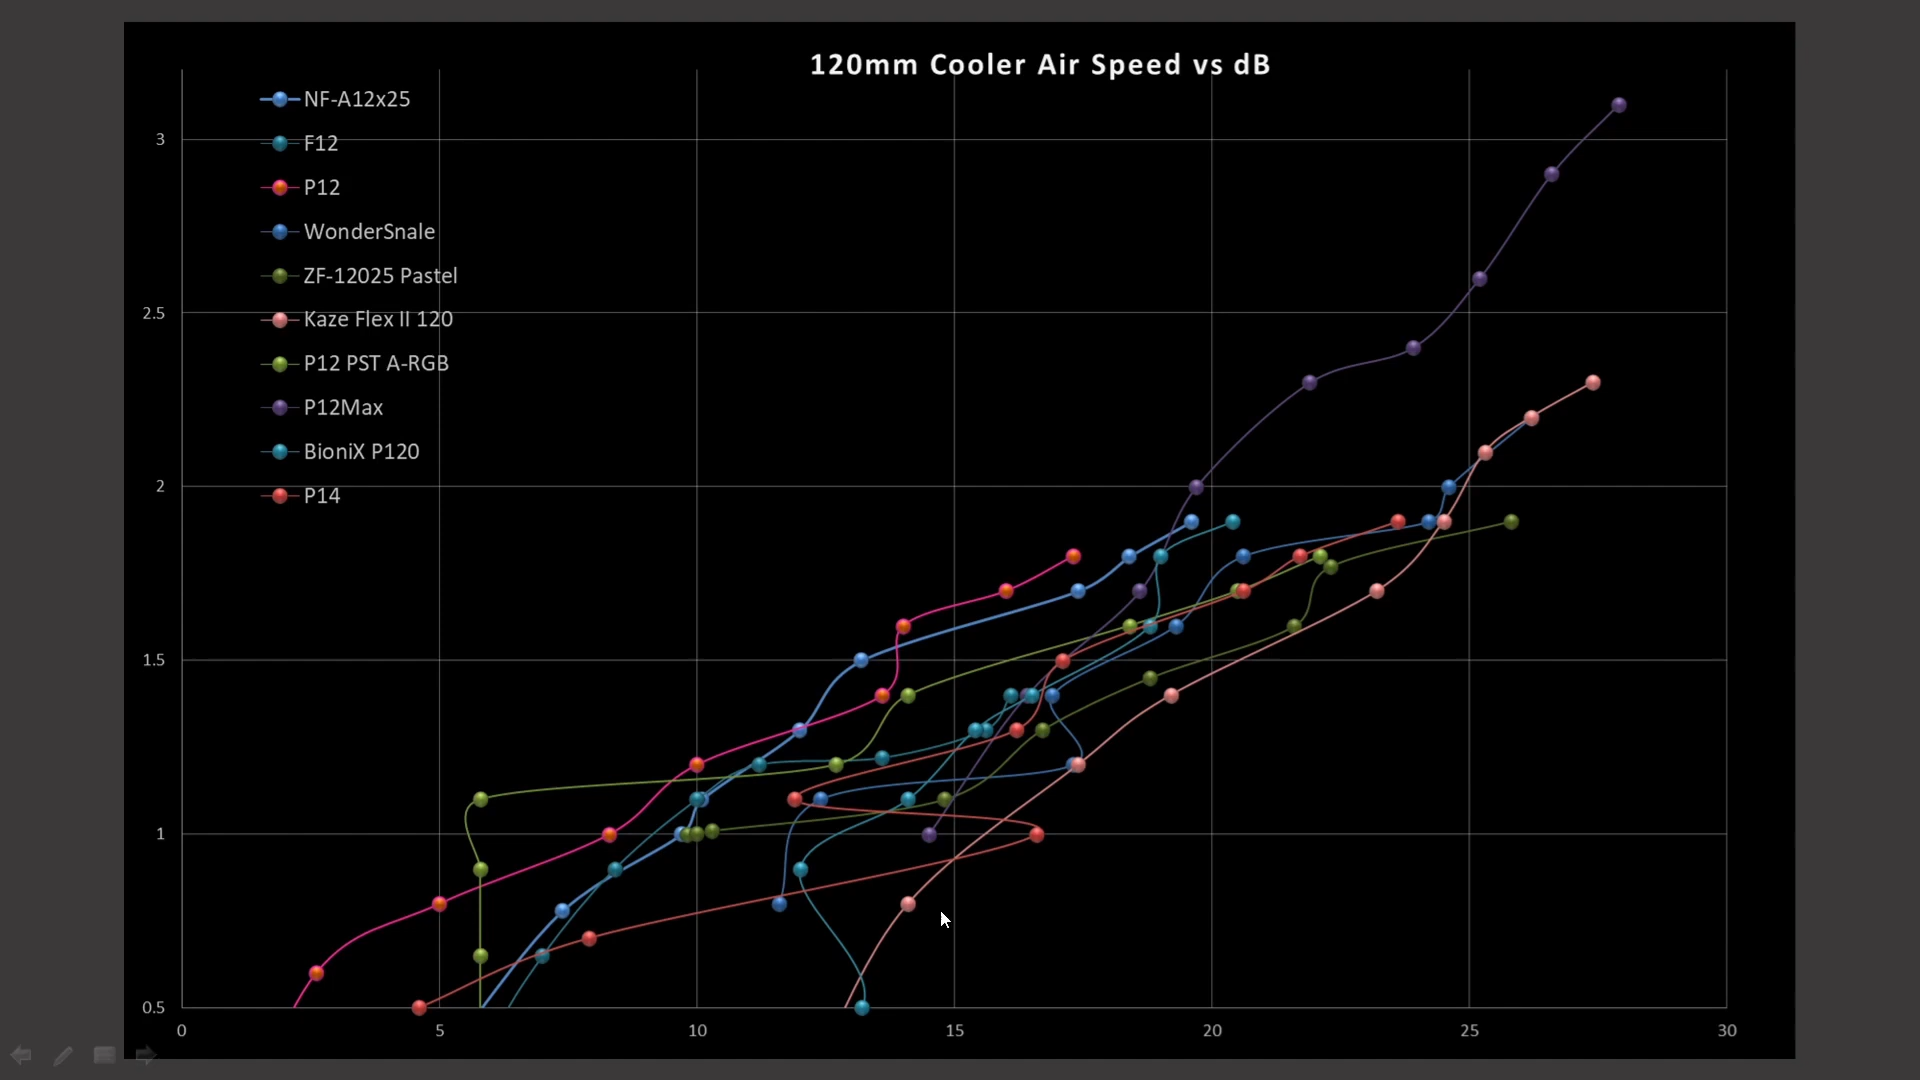 120mm Cooler Air Speed vs dB
NF-A12x25
F12
P12
WonderSnale
ZF-12025 Pastel
Kaze Flex II 120
P12 PST A-RGB
P12Max
BioniX P120
P14
3
2.5
2
1.5
1
0.5
0 5 10 15 20 25 30